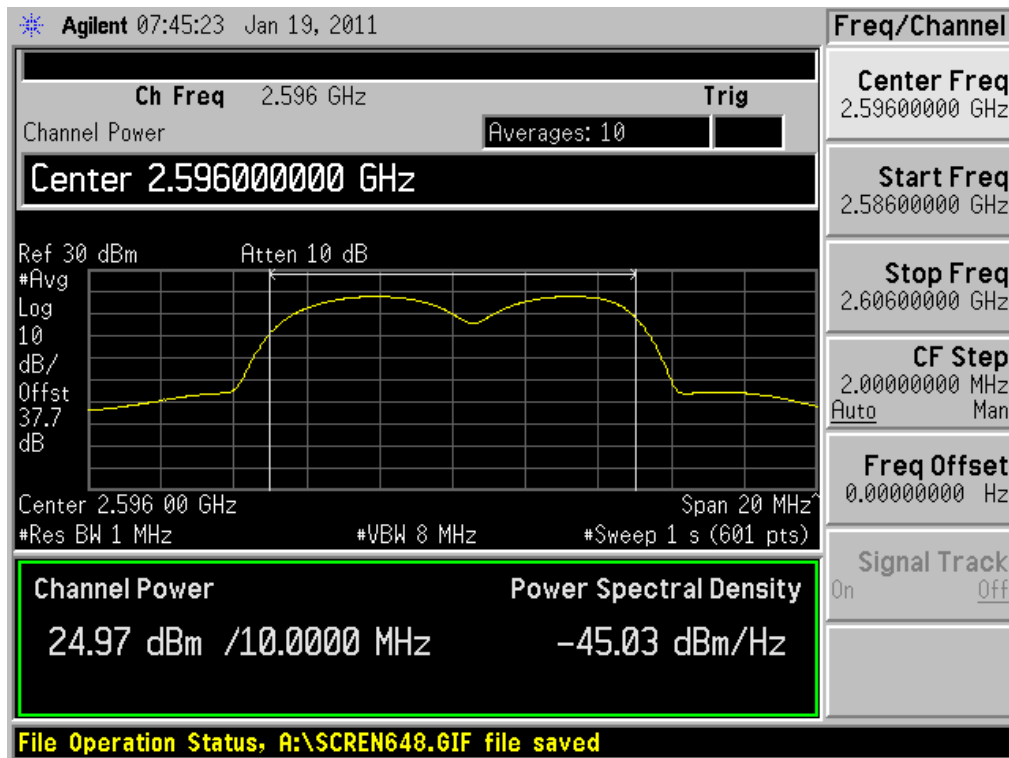 Agilent 07:45:23 Jan 19, 2011
Freq/Channel
Ch Freq 2.596 GHz Trig
Channel Power Averages: 10
Center 2.596000000 GHz
Ref 30 dBm Atten 10 dB
#Avg
Log
10
dB/
Offst
37.7
dB
Center 2.596 00 GHz Span 20 MHz^
#Res BW 1 MHz #VBW 8 MHz #Sweep 1 s (601 pts)
Channel Power Power Spectral Density
24.97 dBm /10.0000 MHz -45.03 dBm/Hz
File Operation Status, A:\SCREN648.GIF file saved
Center Freq
2.59600000 GHz
Start Freq
2.58600000 GHz
Stop Freq
2.60600000 GHz
CF Step
2.00000000 MHz
Auto Man
Freq Offset
0.00000000 Hz
Signal Track
On Off